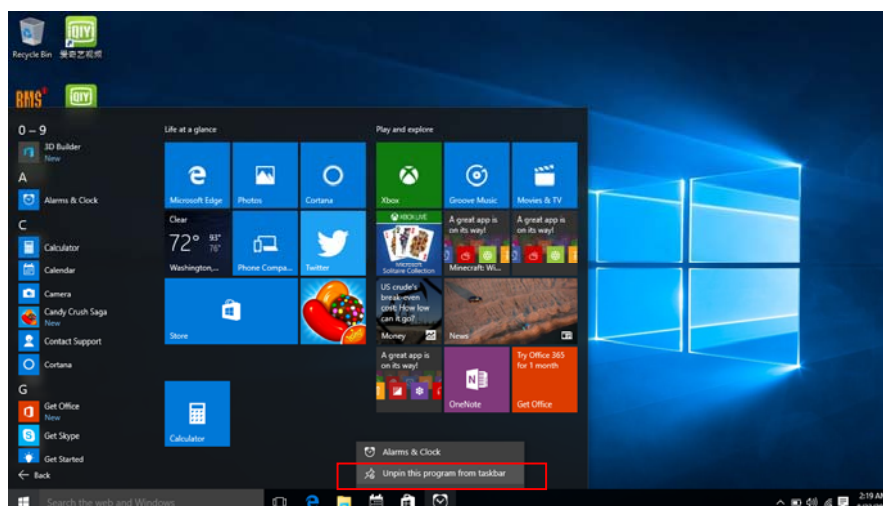 Recycle Bin
爱奇艺视频
RMS
QIY
0 – 9
3D Builder
New
A
Alarms & Clock
C
Calculator
Calendar
Camera
Candy Crush Saga
New
Contact Support
Cortana
G
Get Office
New
Get Skype
Get Started
Back
Life at a glance
Microsoft Edge
Photos
Cortana
Clear
72° 93°
76°
Washington,...
Phone Compa...
Twitter
Store
Calculator
Play and explore
Xbox
Groove Music
Movies & TV
XBOX LIVE
Microsoft
Solitaire Collection
A great app is
on its way!
Minecraft: Wi...
A great app is
on its way!
US crude's
break-even
cost: How low
can it go?
Money
News
A great app is
on its way!
OneNote
Try Office 365
for 1 month
Get Office
Alarms & Clock
Unpin this program from taskbar
Search the web and Windows
2:19 AM